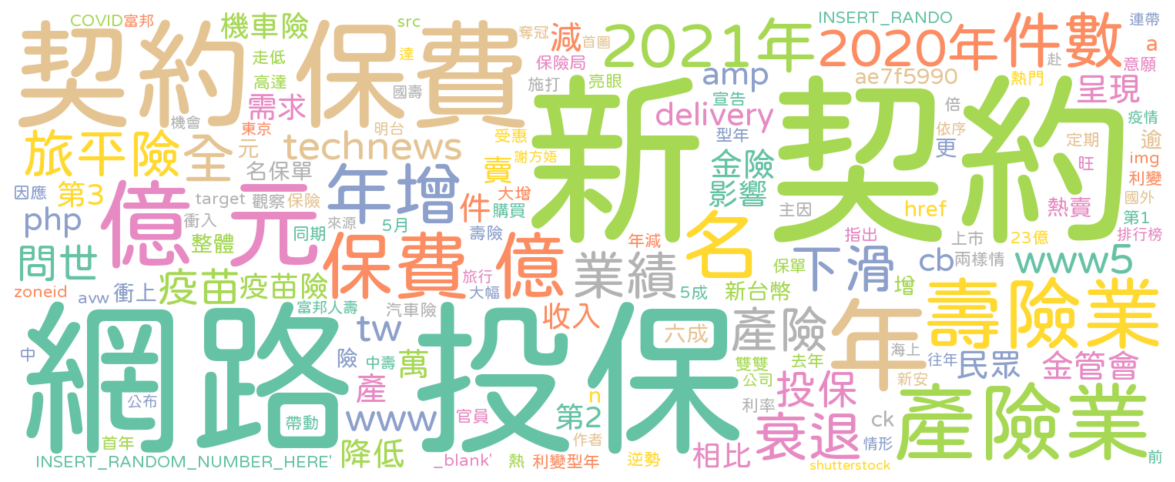 COVID 富邦 機車險 src 奪冠 首圖 減 2021年 INSERT_RANDO 連帶
契約保費 走低 達 保險局 2020年 件數 a 意願
高達 需求 國壽 施打 亮眼 amp ae7f5990 熱門 呈現
機會 東京 明台 受惠 delivery 宣告 倍 依序 定期 疫情
旅平險 全 元 technews 謝方娪 新契約 型年 更 旺 逾 img
因應 第3 名保單 年增 賣 金險 影響 赴 利變
億元 target 觀察 保險 件 大增 購買 名 主因 href 熱賣 國外 第1
php 衝入 來源 5月 壽險 指出 上市 23億 排行榜
問世 整體 同期 保費 億 年減 業績 保單 下滑 cb 兩樣情 www5
zoneid avw 衝上 疫苗 疫苗險 旅行 大幅 5成 新台幣 增
富邦人壽 汽車險 收入 六成 產險 年 壽險業
網路投保 tw 中 險 中壽 萬 雙雙 去年 海上 往年 民眾 金管會
公布 產 n 公司 投保 新安
帶動 www 官員 第2 利率 衰退 ck 產險業
首年 作者 情形
INSERT_RANDOM_NUMBER_HERE' 降低 _blank' 熱 利變型年 逆勢 相比 shutterstock 前